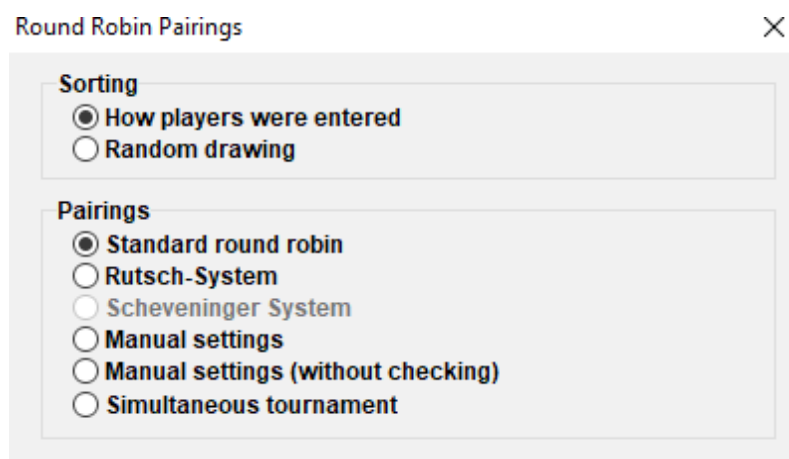 Round Robin Pairings
Sorting
How players were entered
Random drawing
Pairings
Standard round robin
Rutsch-System
Scheveninger System
Manual settings
Manual settings (without checking)
Simultaneous tournament